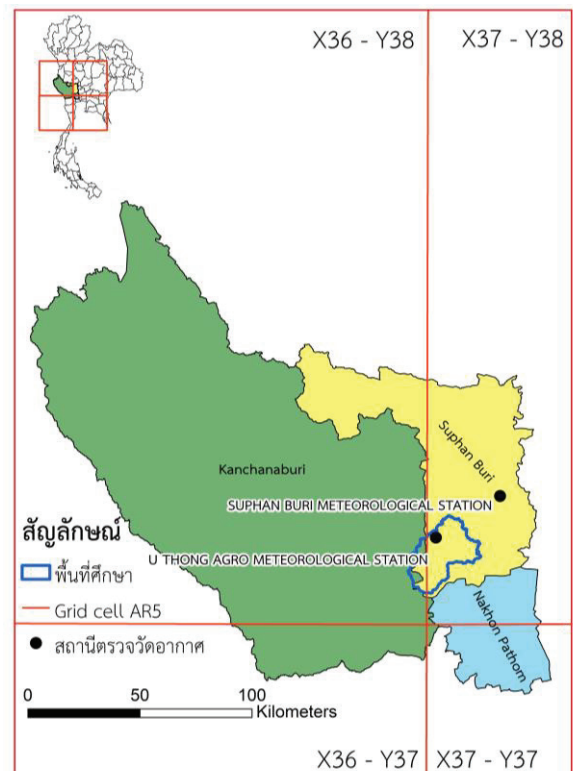 X36 - Y38
X37 - Y38
Kanchanaburi
Suphan Buri
SUPHAN BURI METEOROLOGICAL STATION
U THONG AGRO METEOROLOGICAL STATION
Nakhon Pathom
สัญลักษณ์
พื้นที่ศึกษา
Grid cell AR5
สถานีตรวจวัดอากาศ
0 50 100
Kilometers
X36 - Y37
X37 - Y37